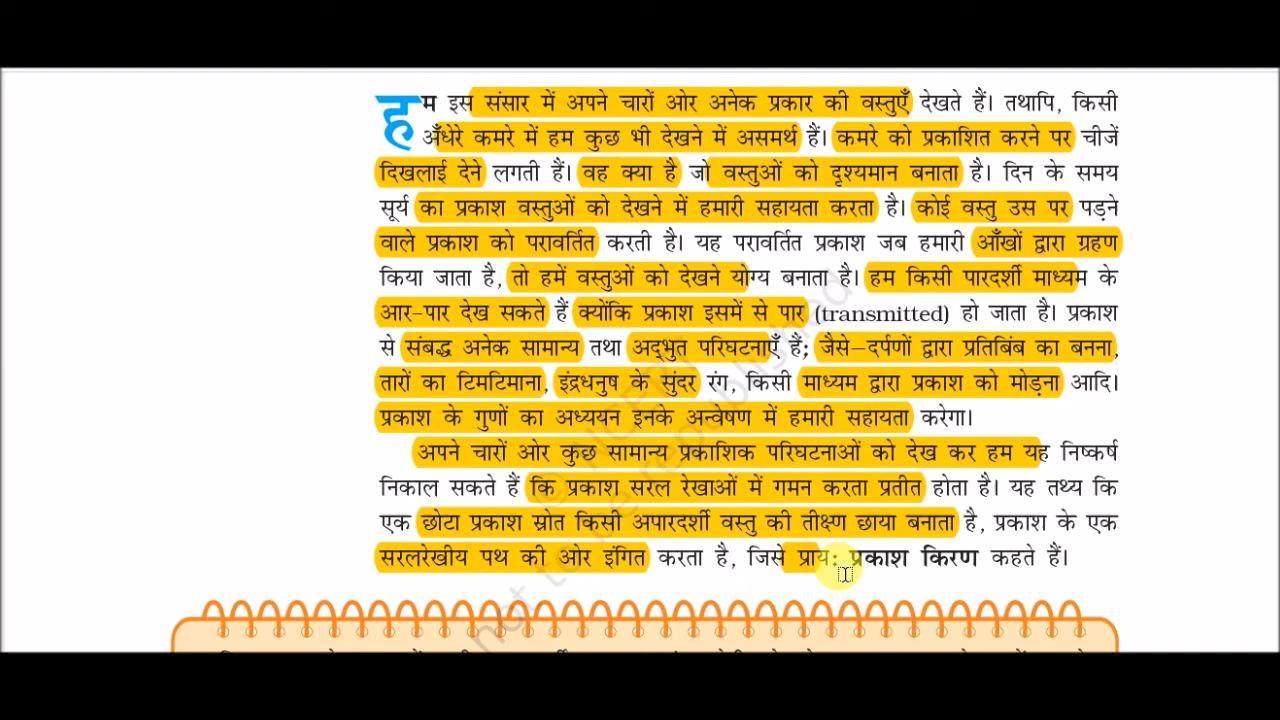 हम इस संसार में अपने चारों ओर अनेक प्रकार की वस्तुएँ देखते हैं। तथापि, किसी
अँधेरे कमरे में हम कुछ भी देखने में असमर्थ हैं। कमरे को प्रकाशित करने पर चीजें
दिखलाई देने लगती हैं। वह क्या है जो वस्तुओं को दृश्यमान बनाता है। दिन के समय
सूर्य का प्रकाश वस्तुओं को देखने में हमारी सहायता करता है। कोई वस्तु उस पर पड़ने
वाले प्रकाश को परावर्तित करती है। यह परावर्तित प्रकाश जब हमारी आँखों द्वारा ग्रहण
किया जाता है, तो हमें वस्तुओं को देखने योग्य बनाता है। हम किसी पारदर्शी माध्यम के
आर-पार देख सकते हैं क्योंकि प्रकाश इसमें से पार (transmitted) हो जाता है। प्रकाश
से संबद्ध अनेक सामान्य तथा अद्भुत परिघटनाएँ हैं; जैसे–दर्पणों द्वारा प्रतिबिंब का बनना,
तारों का टिमटिमाना, इंद्रधनुष के सुंदर रंग, किसी माध्यम द्वारा प्रकाश को मोड़ना आदि।
प्रकाश के गुणों का अध्ययन इनके अन्वेषण में हमारी सहायता करेगा।
अपने चारों ओर कुछ सामान्य प्रकाशिक परिघटनाओं को देख कर हम यह निष्कर्ष
निकाल सकते हैं कि प्रकाश सरल रेखाओं में गमन करता प्रतीत होता है। यह तथ्य कि
एक छोटा प्रकाश स्रोत किसी अपारदर्शी वस्तु की तीक्ष्ण छाया बनाता है, प्रकाश के एक
सरलरेखीय पथ की ओर इंगित करता है, जिसे प्राय: प्रकाश किरण कहते हैं।
© NCERT
not to be republished